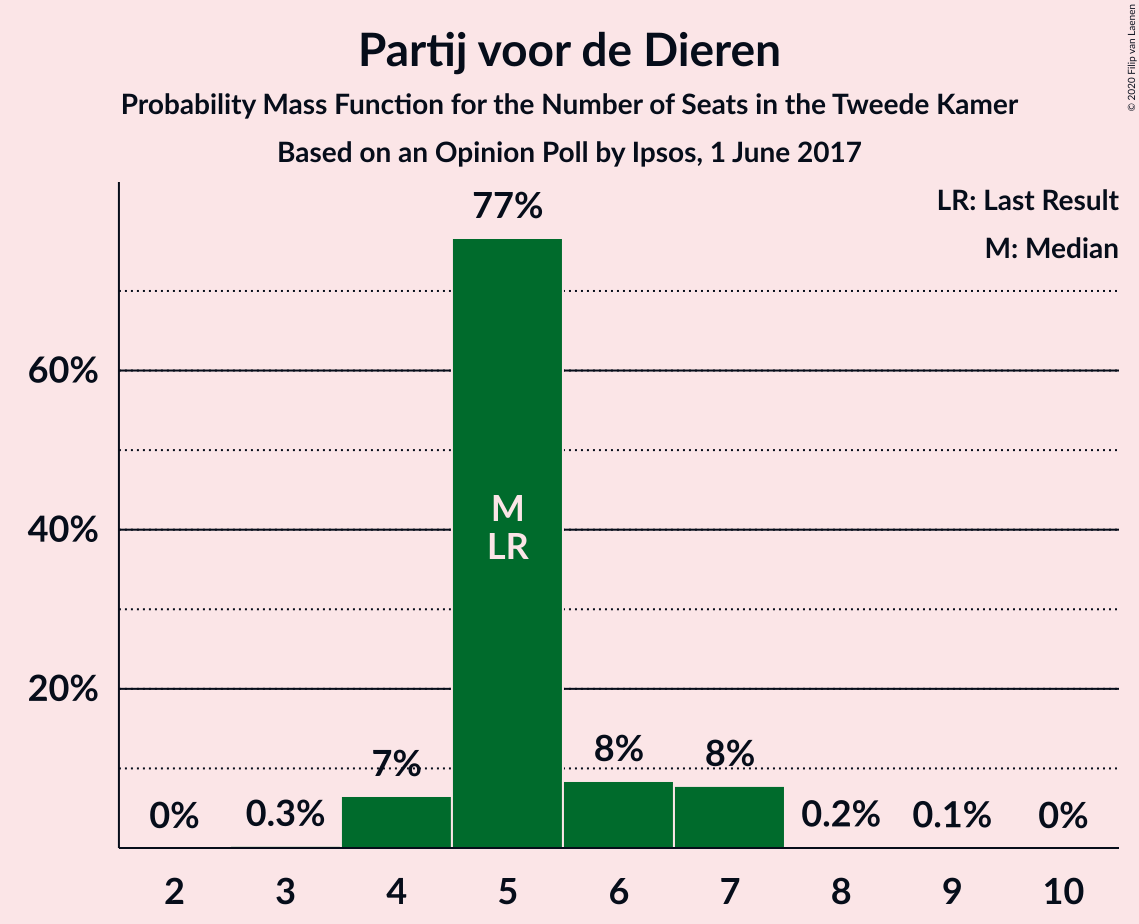 Partij voor de Dieren
Probability Mass Function for the Number of Seats in the Tweede Kamer
Based on an Opinion Poll by Ipsos, 1 June 2017
© 2020 Filip van Laenen
LR: Last Result
M: Median
77%
60%
40%
20%
M
LR
0%
0.3%
7%
8%
8%
0.2%
0.1%
0%
2 3 4 5 6 7 8 9 10